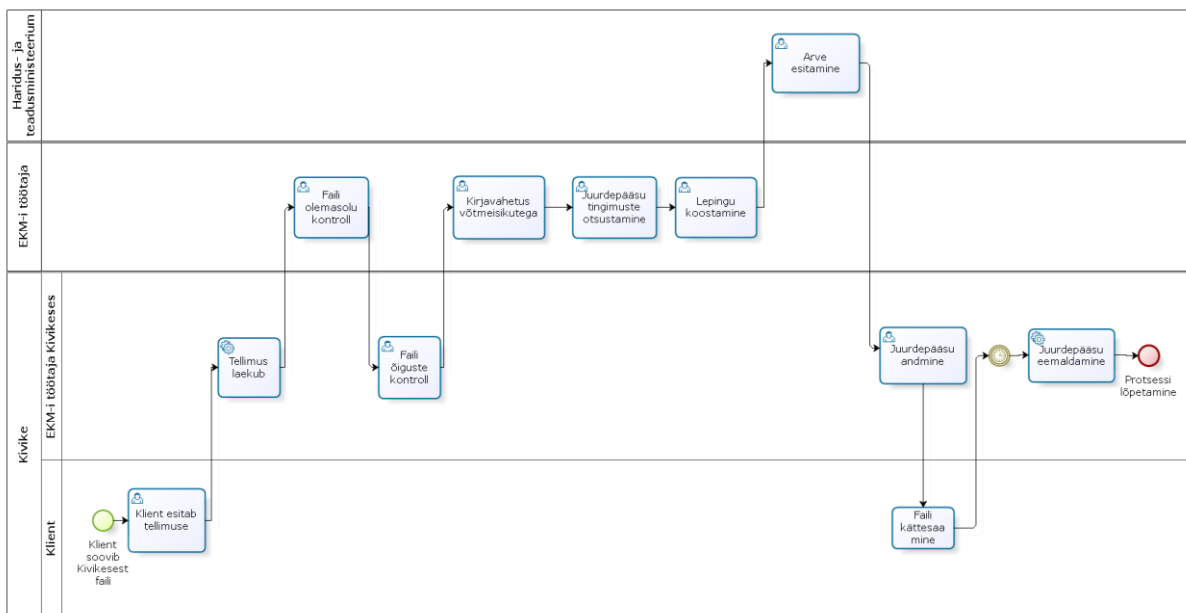 Haridus- ja
teadusministeerium
Arve
esitamine
EKM-i töötaja
Faili
olemasolu
kontroll
Kirjavahetus
võtmeisikutega
Juurdepääsu
tingimuste
otsustamine
Lepingu
koostamine
Kivike
EKM-i töötaja Kivikeses
Tellimus
laekub
Faili
õiguste
kontroll
Juurdepääsu
andmine
Juurdepääsu
eemaldamine
Protsessi
lõpetamine
Klient
Klient
soovib
Kivikesest
faili
Klient esitab
tellimuse
Faili
kättesaa
mine